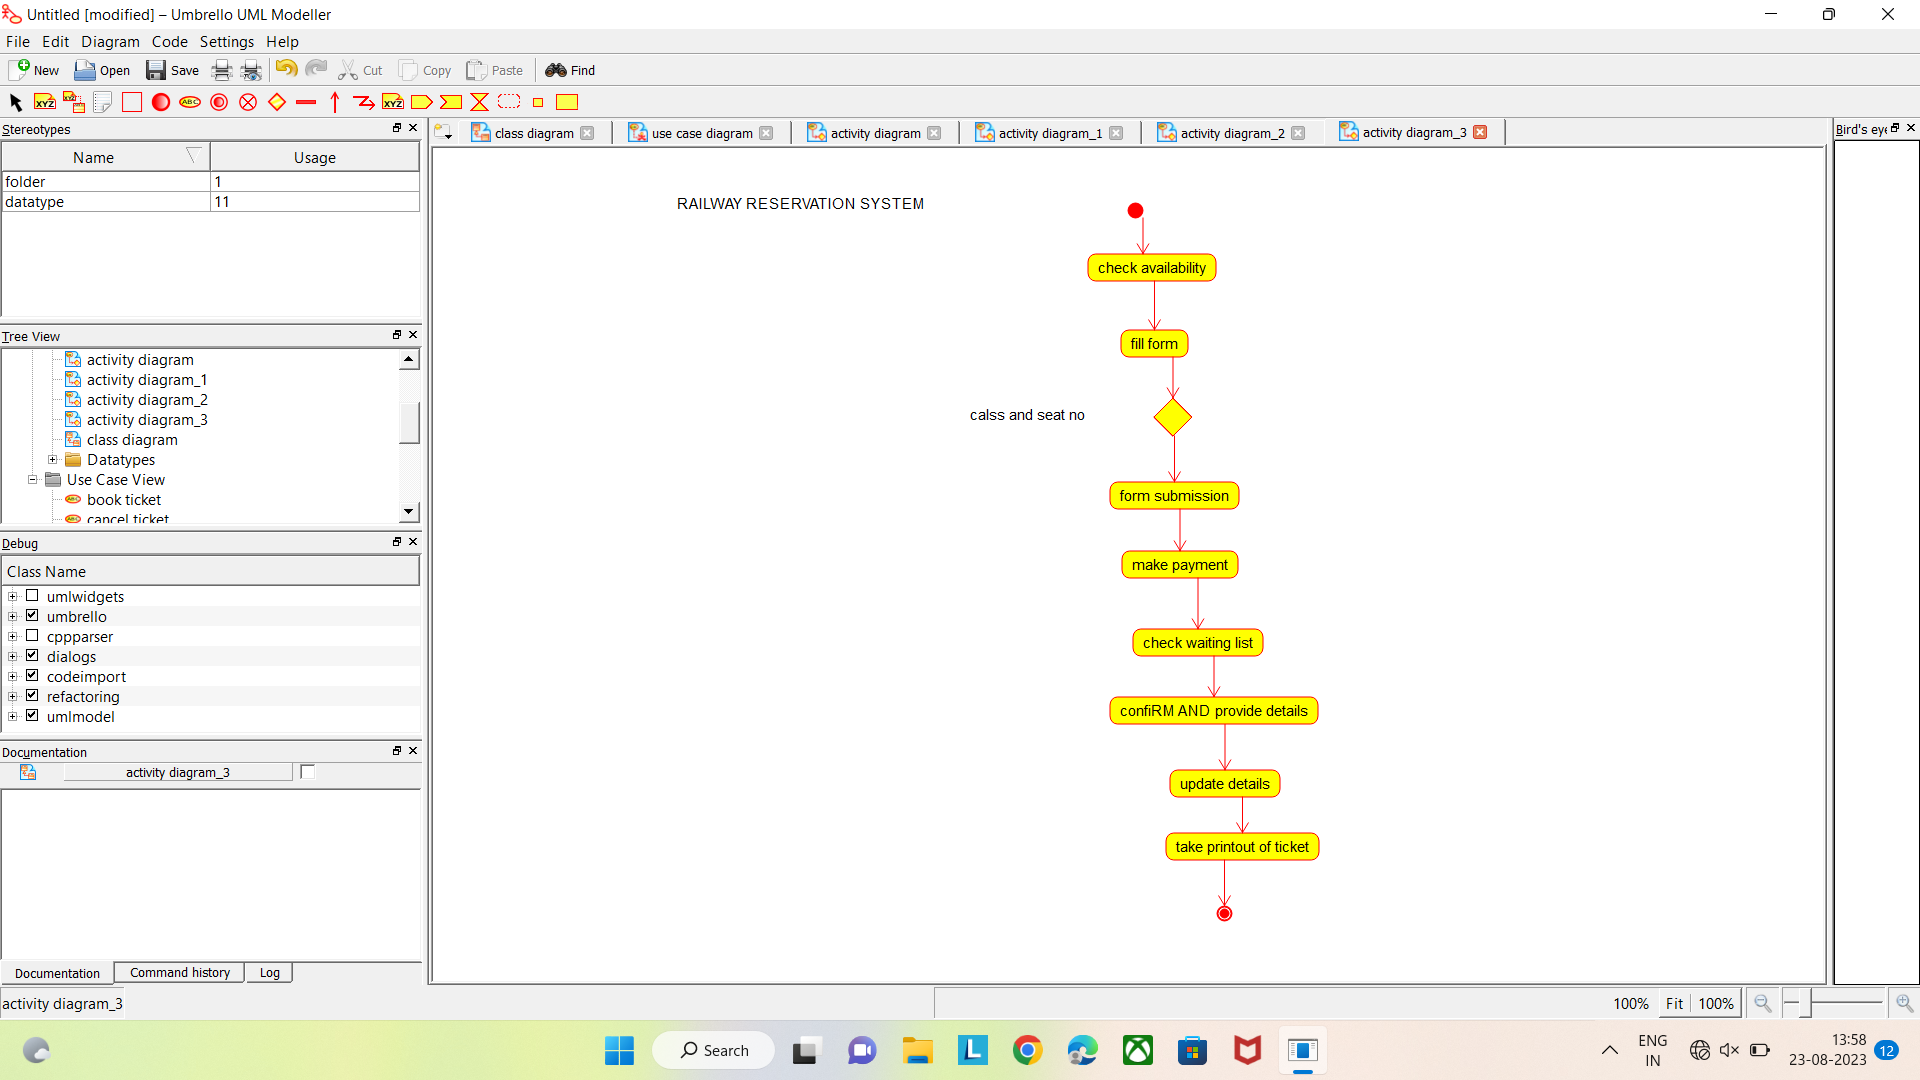 Untitled [modified] – Umbrello UML Modeller
File Edit Diagram Code Settings Help
New Open Save Cut Copy Paste Find
XYZ XYZ ABC XYZ
Stereotypes
Name Usage
folder 1
datatype 11
Tree View
activity diagram
activity diagram_1
activity diagram_2
activity diagram_3
class diagram
Datatypes
Use Case View
book ticket
cancel ticket
Debug
Class Name
umlwidgets
umbrello
cppparser
dialogs
codeimport
refactoring
umlmodel
Documentation
activity diagram_3
Documentation Command history Log
activity diagram_3
class diagram use case diagram activity diagram activity diagram_1 activity diagram_2 activity diagram_3
RAILWAY RESERVATION SYSTEM
check availability
fill form
calss and seat no
form submission
make payment
check waiting list
confiRM AND provide details
update details
take printout of ticket
Bird's eye
100% Fit 100%
Search
ENG
IN
13:58
23-08-2023
12